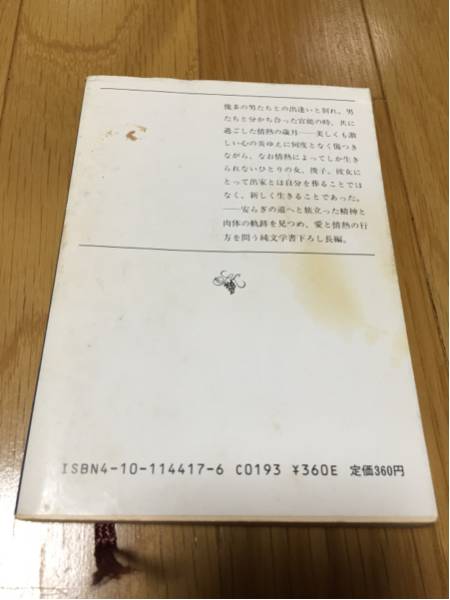 幾多の男たちとの出逢いと別れ。男
たちと分かち合った官能の時、共に
過ごした情熱の歳月――美しくも激
しい心の炎ゆえに何度となく傷つき
ながら、なお情熱によってしか生き
られないひとりの女、俊子。彼女に
とって出家とは自分を葬ることでは
なく、新しく生きることであった。
――安らぎの道へと旅立った精神と
肉体の軌跡を見つめ、愛と情熱の行
方を問う純文学書下ろし長編。
ISBN4-10-114417-6 C0193 ¥360E 定価360円